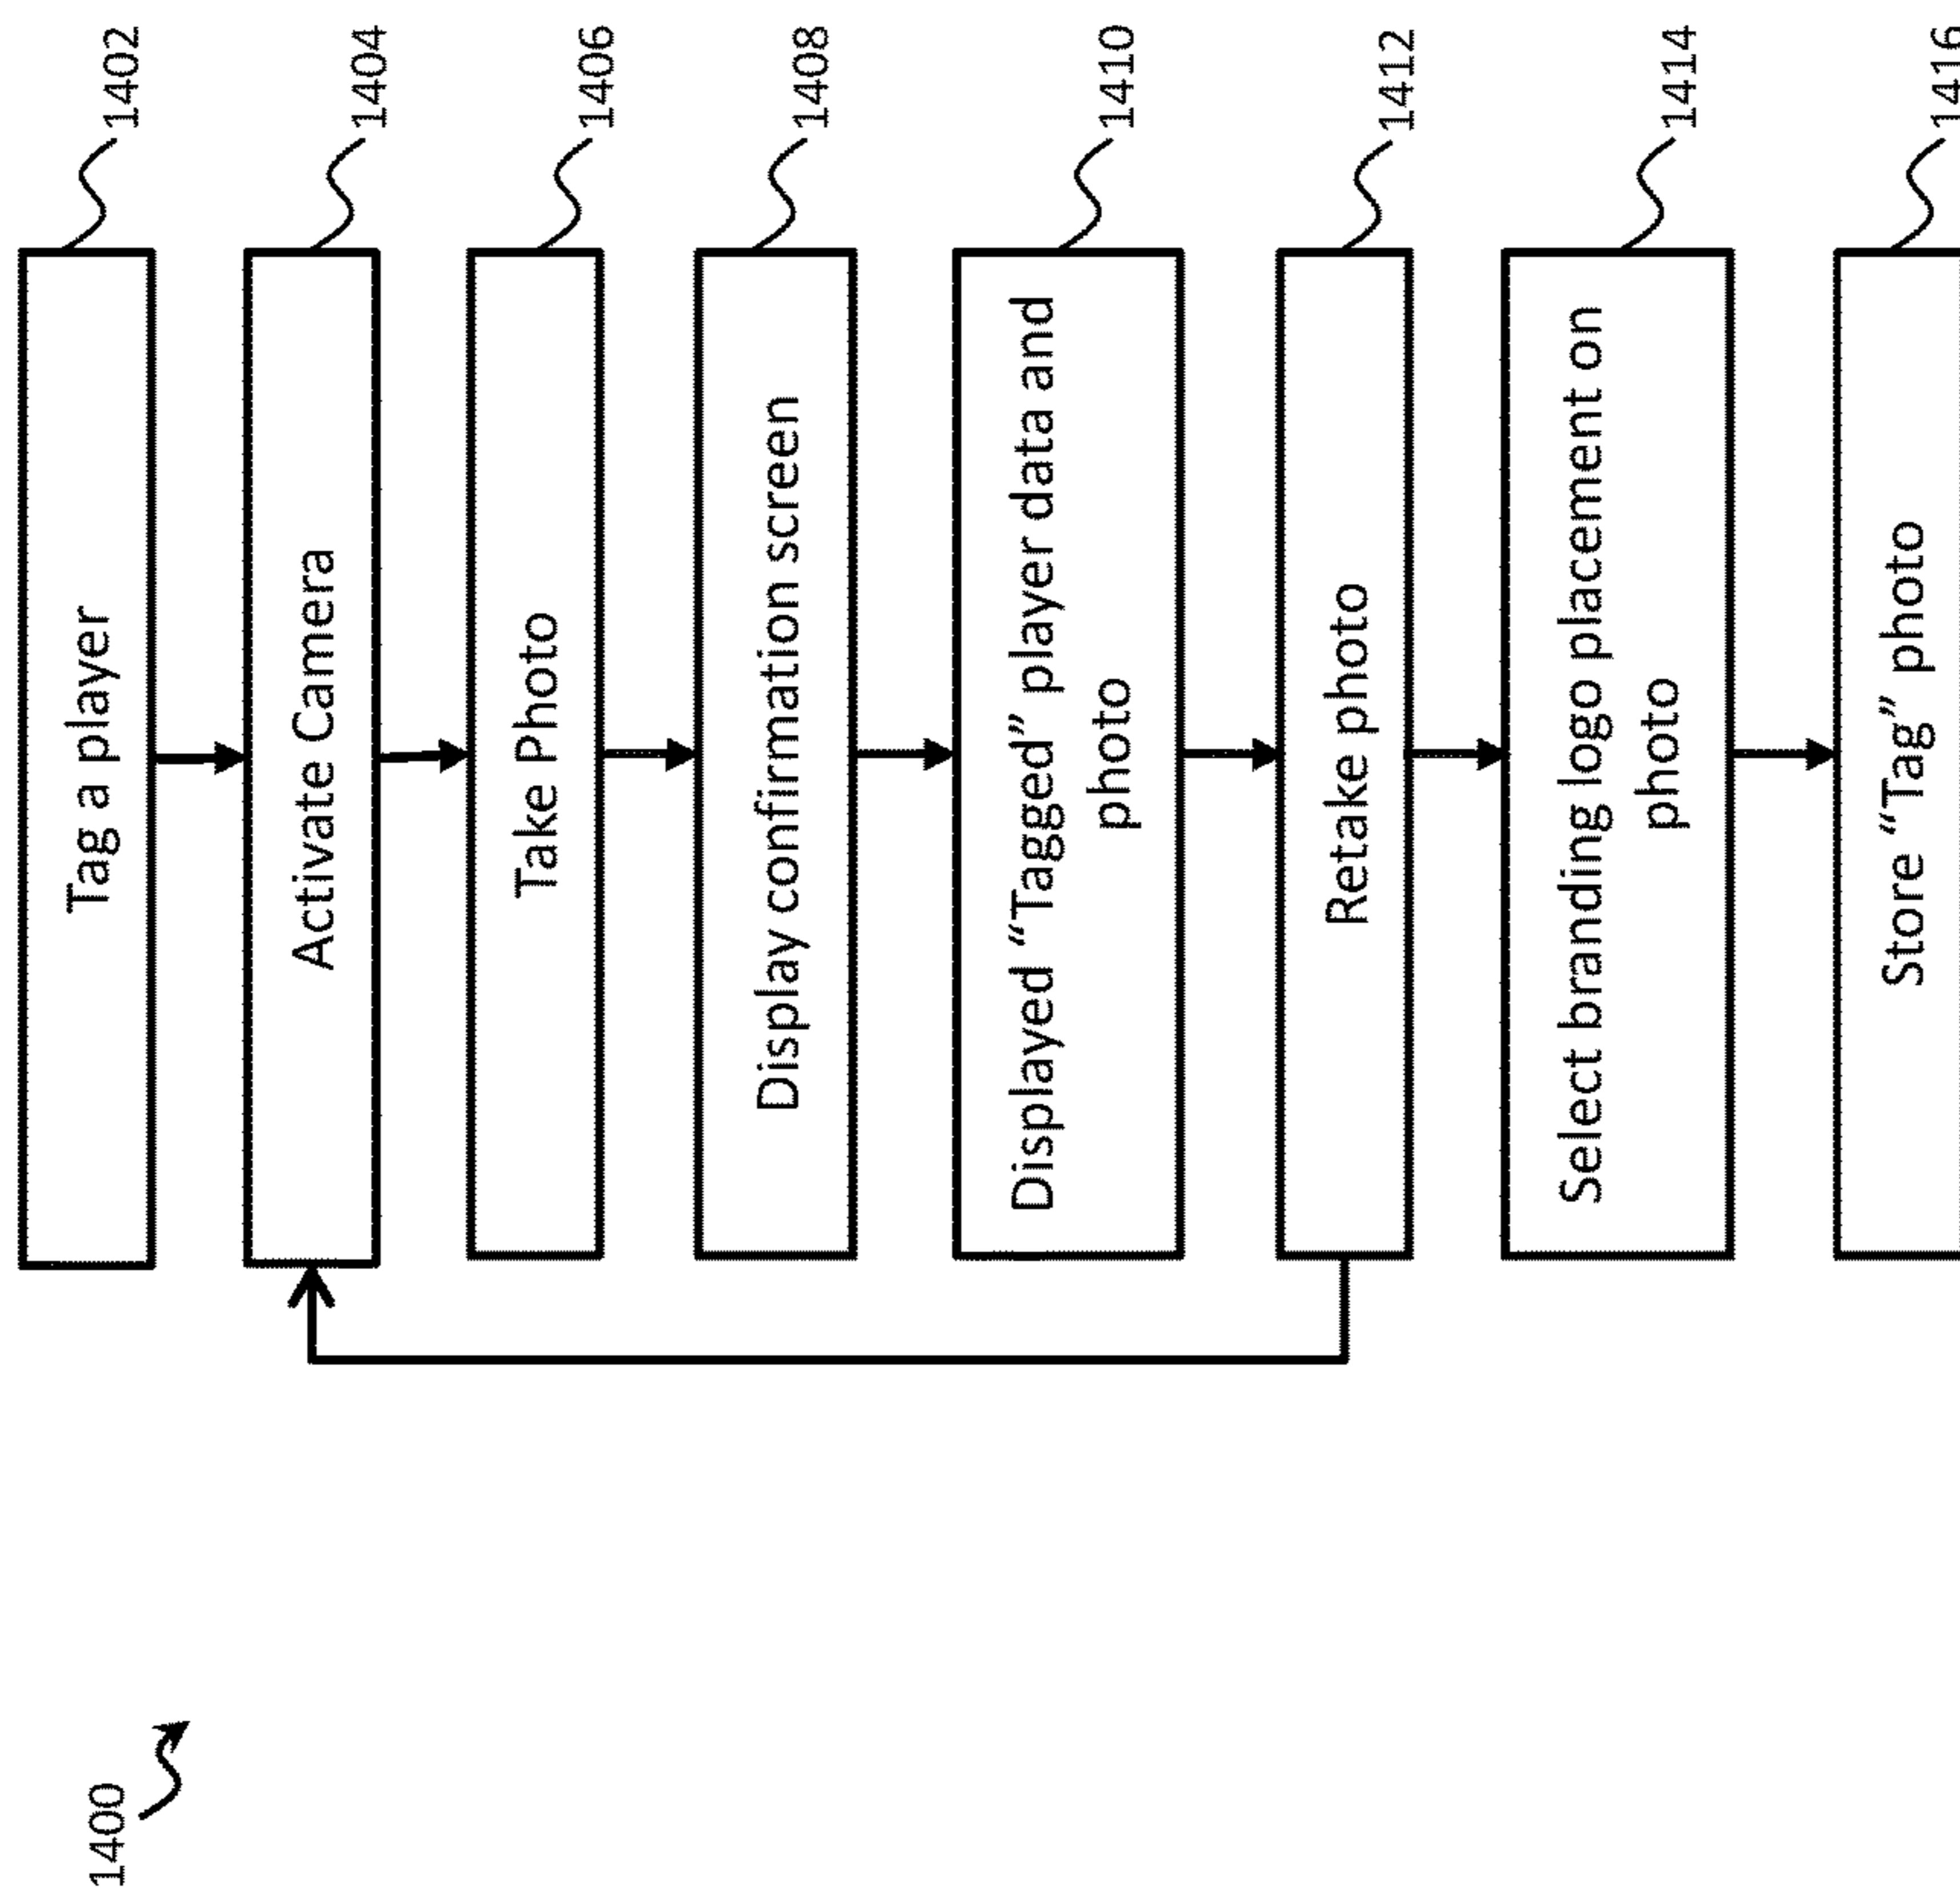 1400
Tag a player
1402
Activate Camera
1404
Take Photo
1406
Display confirmation screen
1408
Displayed “Tagged” player data and
photo
1410
Retake photo
1412
Select branding logo placement on
photo
1414
Store “Tag” photo
1416